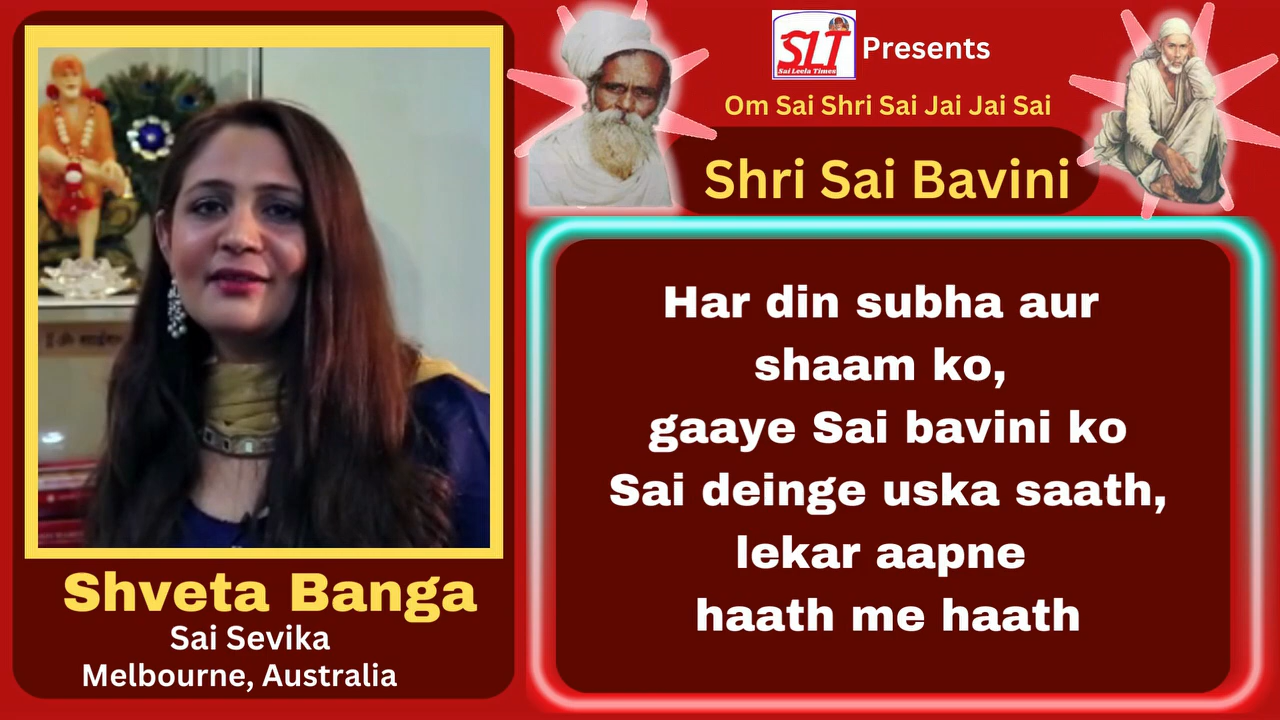 SLT
Sai Leela Times
Presents
Om Sai Shri Sai Jai Jai Sai
Shri Sai Bavini
Har din subha aur
shaam ko,
gaaye Sai bavini ko
Sai deinge uska saath,
lekar aapne
haath me haath
Shveta Banga
Sai Sevika
Melbourne, Australia